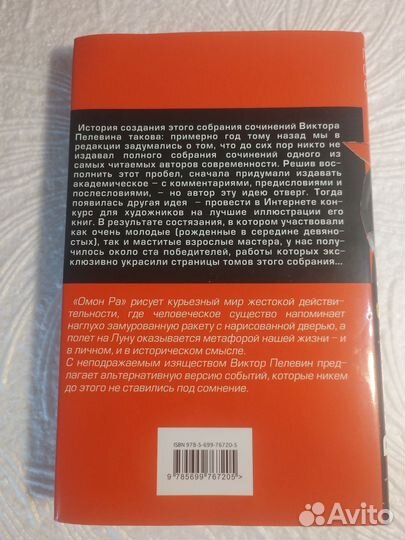 История создания этого собрания сочинений Виктора
Пелевина такова: примерно год тому назад мы в
редакции задумались о том, что до сих пор никто не
издавал полного собрания сочинений одного из
самых читаемых авторов современности. Решив вос-
полнить этот пробел, сначала придумали издавать
академическое – с комментариями, предисловиями и
послесловиями, – но автор эту идею отверг. Тогда
появилась другая идея – провести в Интернете кон-
курс для художников на лучшие иллюстрации его
книг. В результате состязания, в котором участвовали
как очень молодые (рожденные в середине девяно-
стых), так и маститые взрослые мастера, у нас полу-
чилось около ста победителей, работы которых эк-
склюзивно украсили страницы томов этого собрания...
«Омон Ра» рисует курьезный мир жестокой действи-
тельности, где человеческое существо напоминает
наглухо замурованную ракету с нарисованной дверью, а
полет на Луну оказывается метафорой нашей жизни – и
в личном, и в историческом смысле.
С неподражаемым изяществом Виктор Пелевин пред-
лагает альтернативную версию событий, которые никем
до этого не ставились под сомнение.
ISBN 978-5-699-76720-5
9 785699 767205 >
Avito